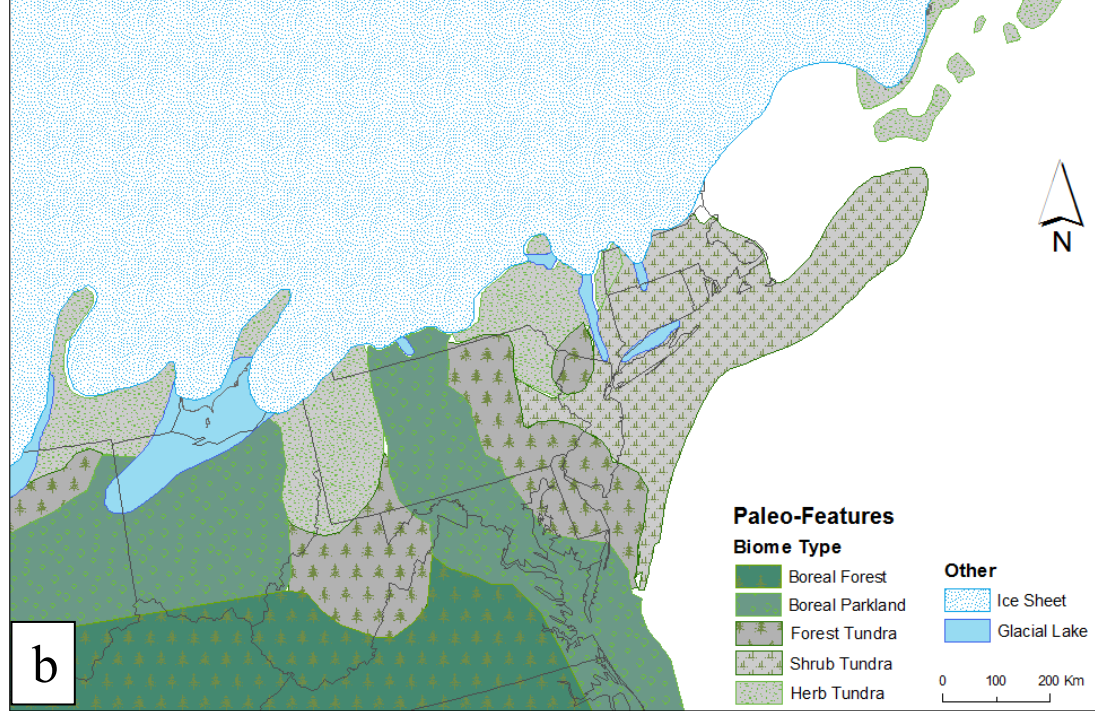 N
Paleo-Features
Biome Type
Boreal Forest
Boreal Parkland
Forest Tundra
Shrub Tundra
Herb Tundra
Other
Ice Sheet
Glacial Lake
0 100 200 Km
b